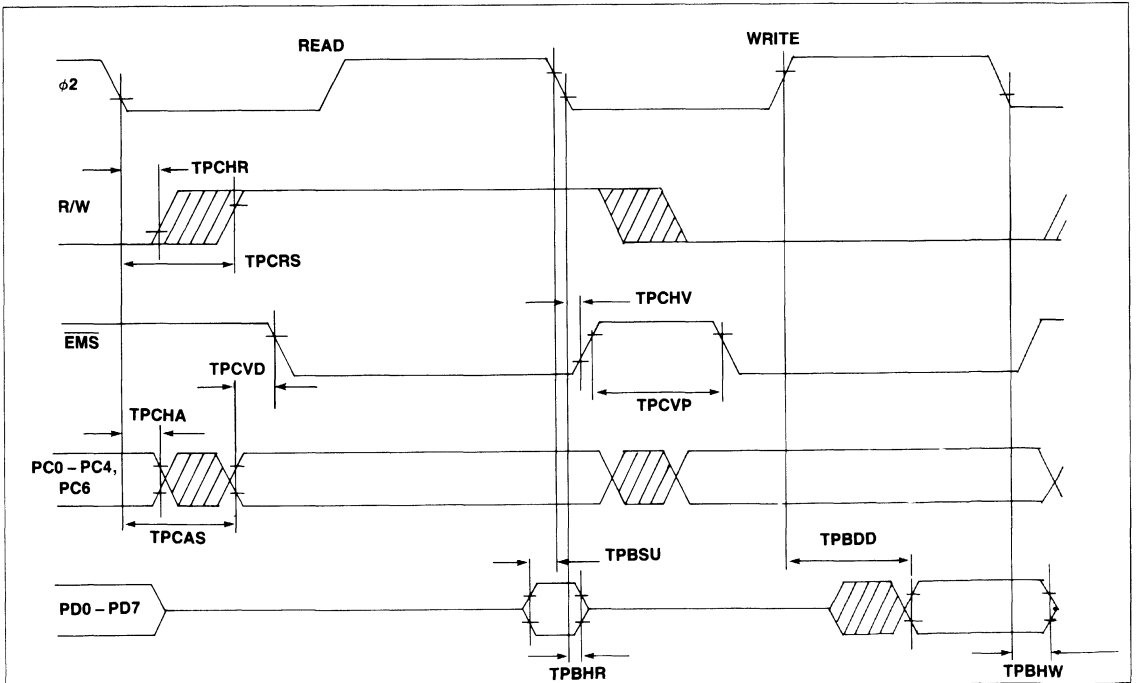 READ
WRITE
ϕ2
TPCHR
R/W
TPCRS
TPCHV
EMS
TPCVD
TPCVP
TPCHA
PC0 – PC4,
PC6
TPCAS
TPBDD
TPBSU
PD0 – PD7
TPBHR
TPBHW